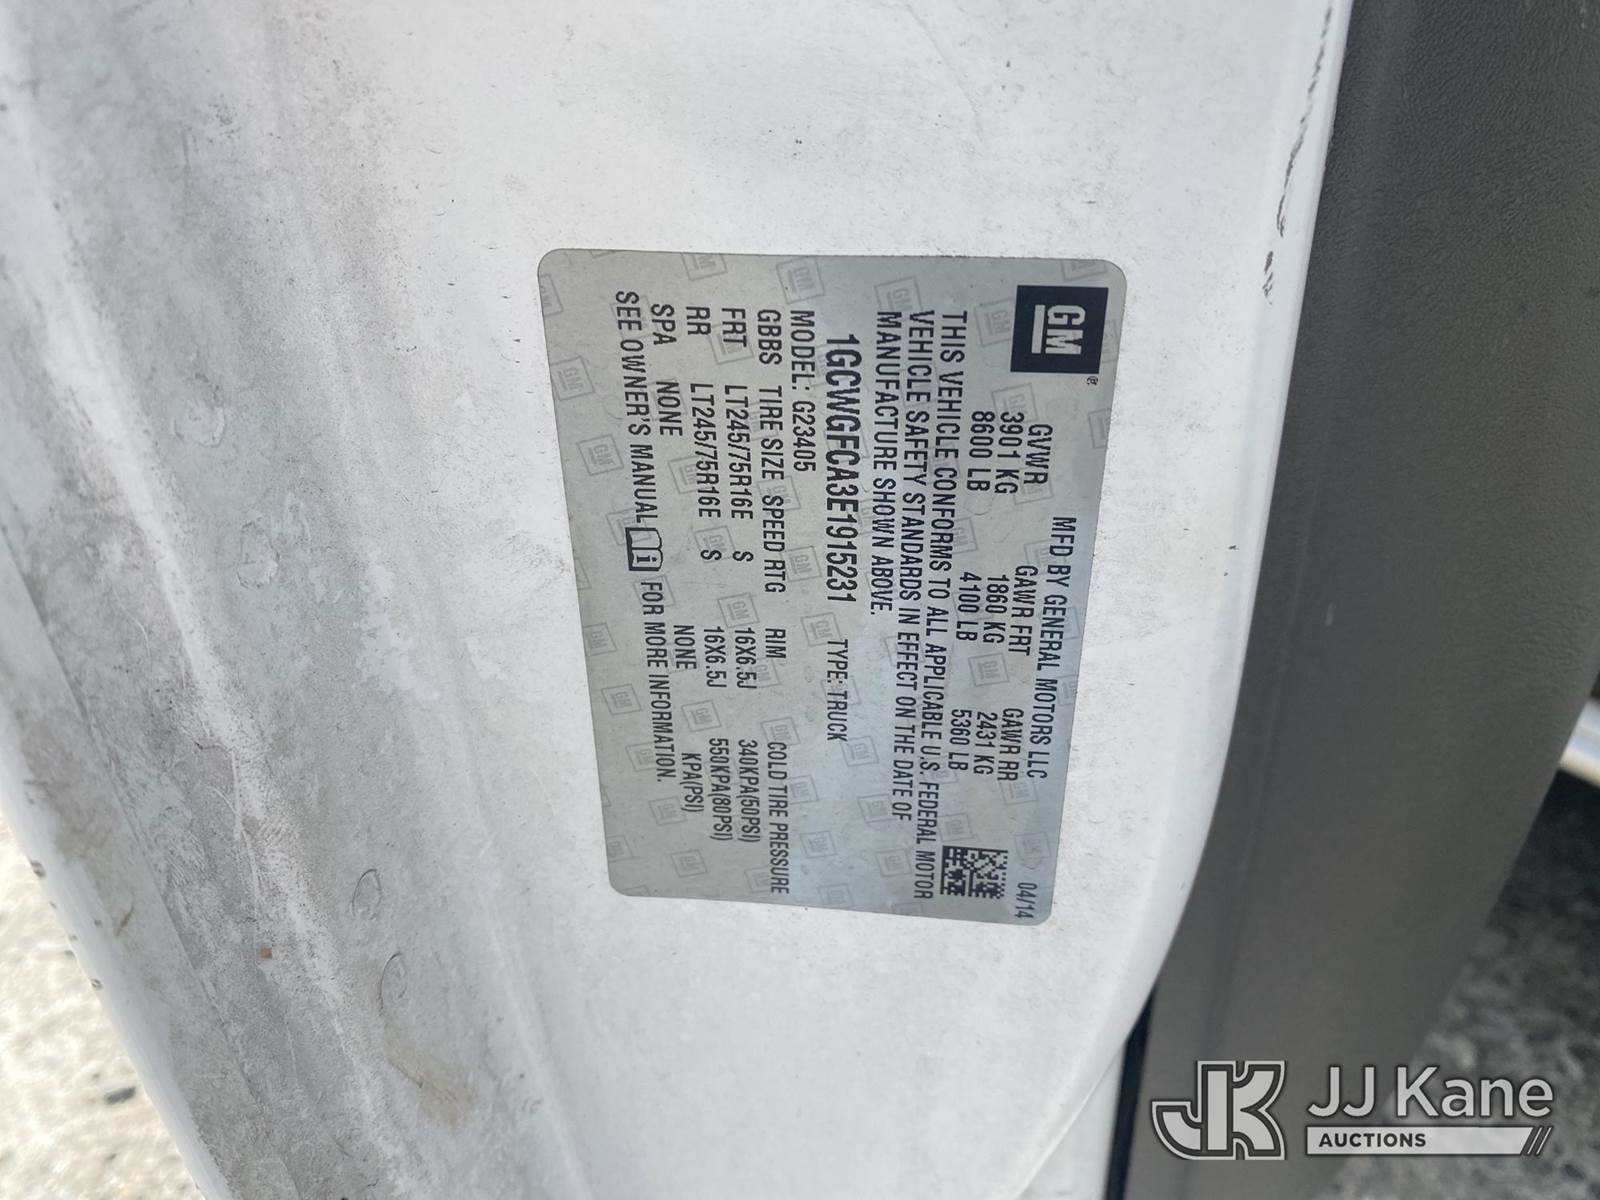 GM®
MFD BY GENERAL MOTORS LLC 04/14
GVWR GAWR FRT GAWR RR
3901 KG 1860 KG 2431 KG
8600 LB 4100 LB 5360 LB
THIS VEHICLE CONFORMS TO ALL APPLICABLE U.S. FEDERAL MOTOR
VEHICLE SAFETY STANDARDS IN EFFECT ON THE DATE OF
MANUFACTURE SHOWN ABOVE.
1GCWGFCA3E1915231 TYPE: TRUCK
MODEL: G23405
GBBS TIRE SIZE SPEED RTG RIM COLD TIRE PRESSURE
FRT LT245/75R16E S 16X6.5J 340KPA(50PSI)
RR LT245/75R16E S 16X6.5J 550KPA(80PSI)
SPA NONE NONE KPA(PSI)
SEE OWNER'S MANUAL FOR MORE INFORMATION.
JK JJ Kane
AUCTIONS